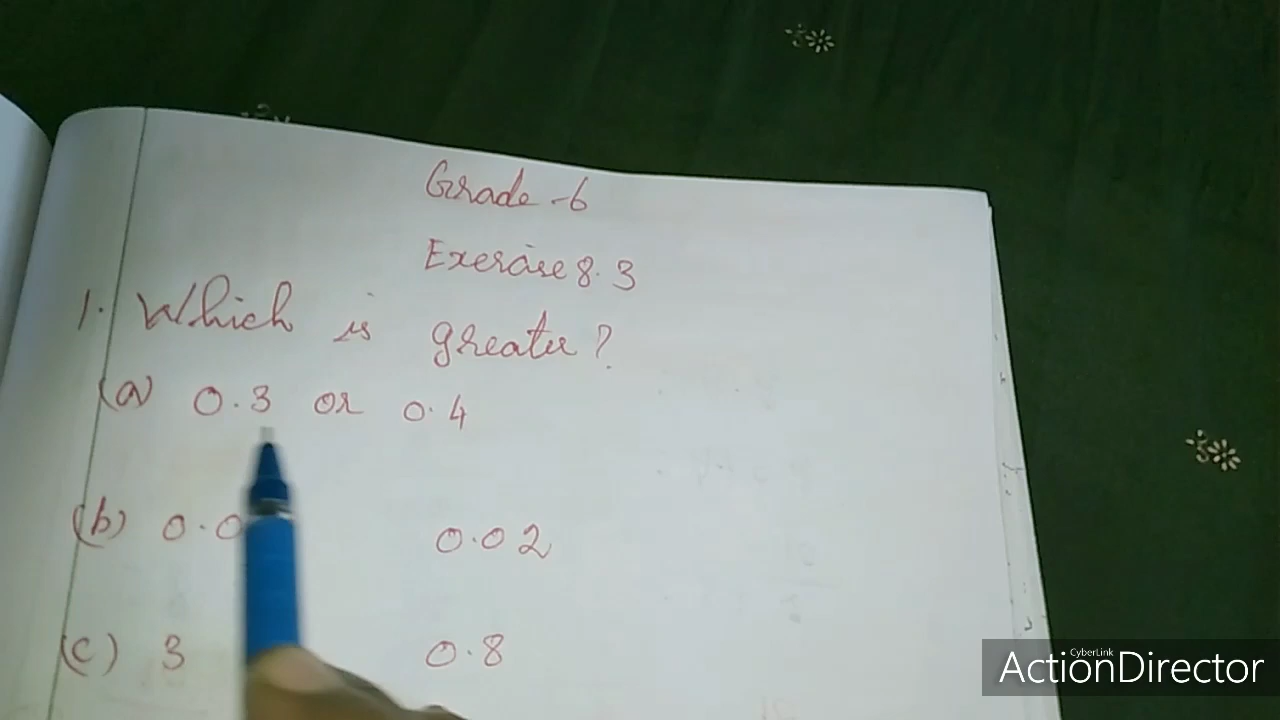 Grade -6
Exercise 8.3
1. Which is greater?
(a) 0.3 or 0.4
(b) 0.0 0.02
(c) 3 0.8
CyberLink
ActionDirector